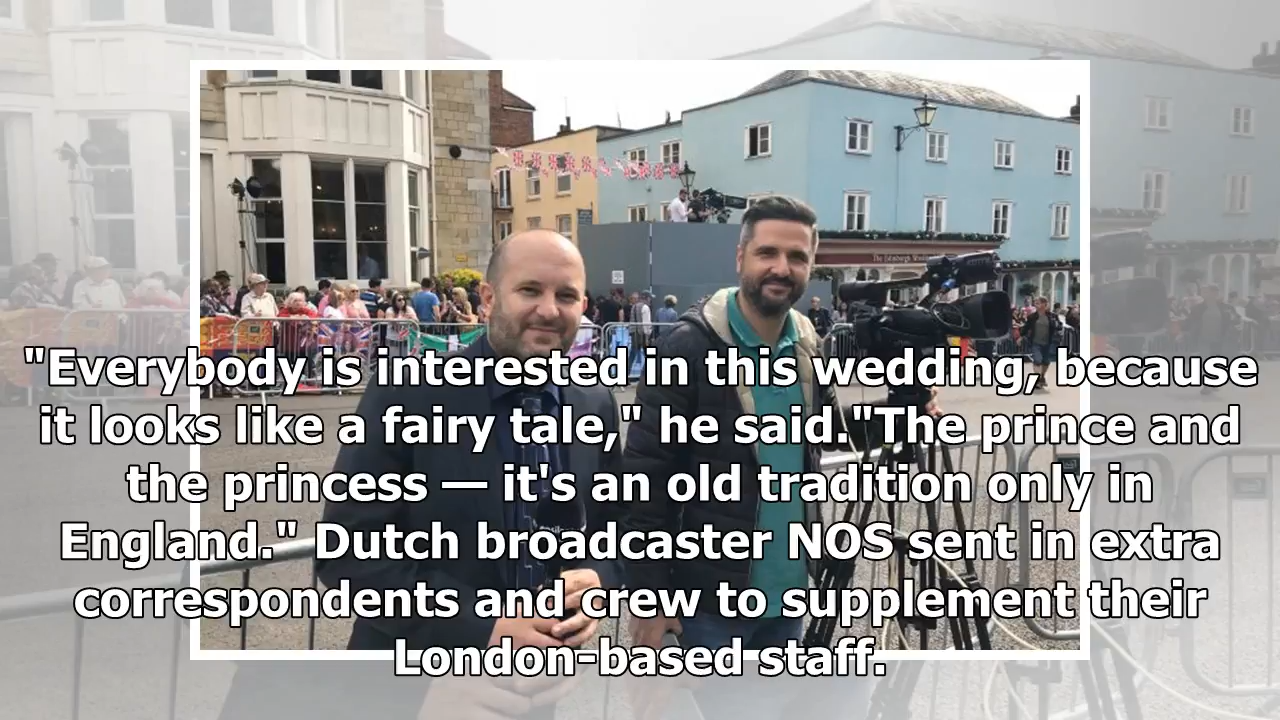 "Everybody is interested in this wedding, because
it looks like a fairy tale," he said."The prince and
the princess — it's an old tradition only in
England." Dutch broadcaster NOS sent in extra
correspondents and crew to supplement their
London-based staff.
The Edinburgh